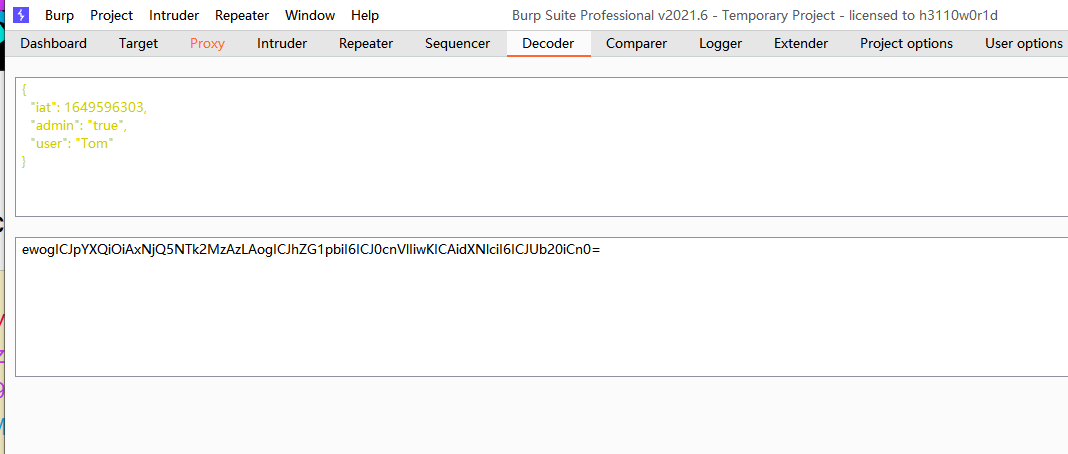 Burp Project Intruder Repeater Window Help Burp Suite Professional v2021.6 - Temporary Project - licensed to h3110w0r1d
Dashboard Target Proxy Intruder Repeater Sequencer Decoder Comparer Logger Extender Project options User options
{
"iat": 1649596303,
"admin": "true",
"user": "Tom"
}
ewogICJpYXQiOiAxNjQ5NTk2MzAzLAogICJhZG1pbiI6ICJ0cnVlIiwKICAidXNlciI6ICJUb20iCn0=